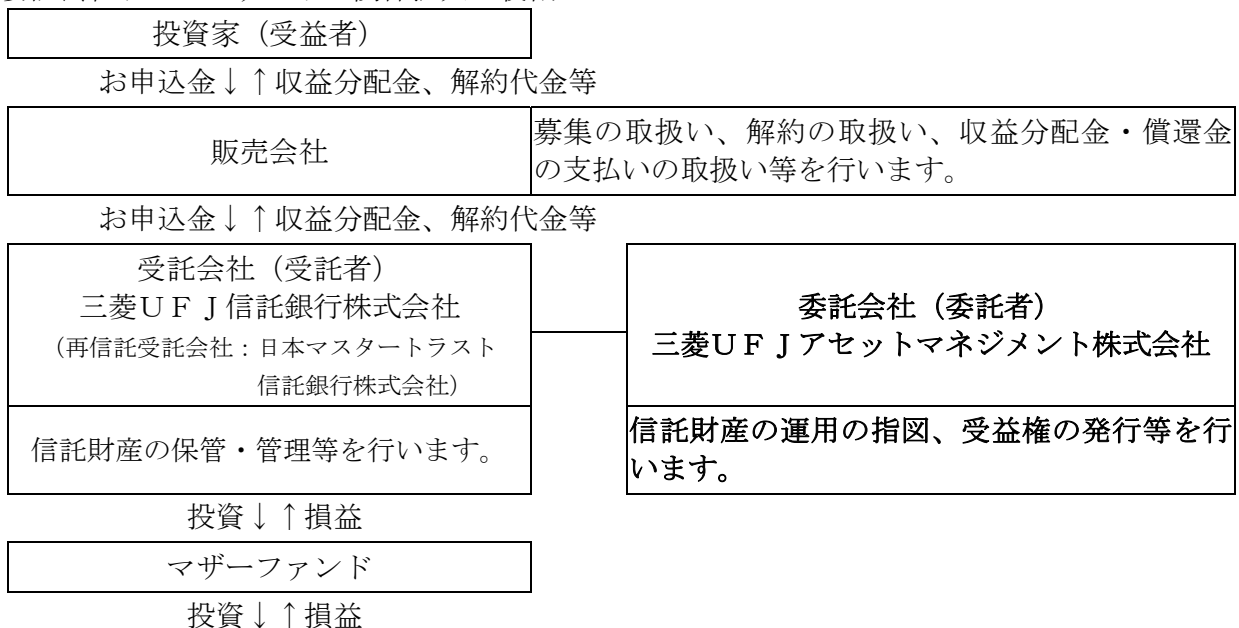 投資家（受益者）
お申込金↓↑収益分配金、解約代金等
販売会社
募集の取扱い、解約の取扱い、収益分配金・償還金
の支払いの取扱い等を行います。
お申込金↓↑収益分配金、解約代金等
受託会社（受託者）
三菱ＵＦＪ信託銀行株式会社
（再信託受託会社：日本マスタートラスト
信託銀行株式会社）
委託会社（委託者）
三菱ＵＦＪアセットマネジメント株式会社
信託財産の保管・管理等を行います。
信託財産の運用の指図、受益権の発行等を行
います。
投資↓↑損益
マザーファンド
投資↓↑損益